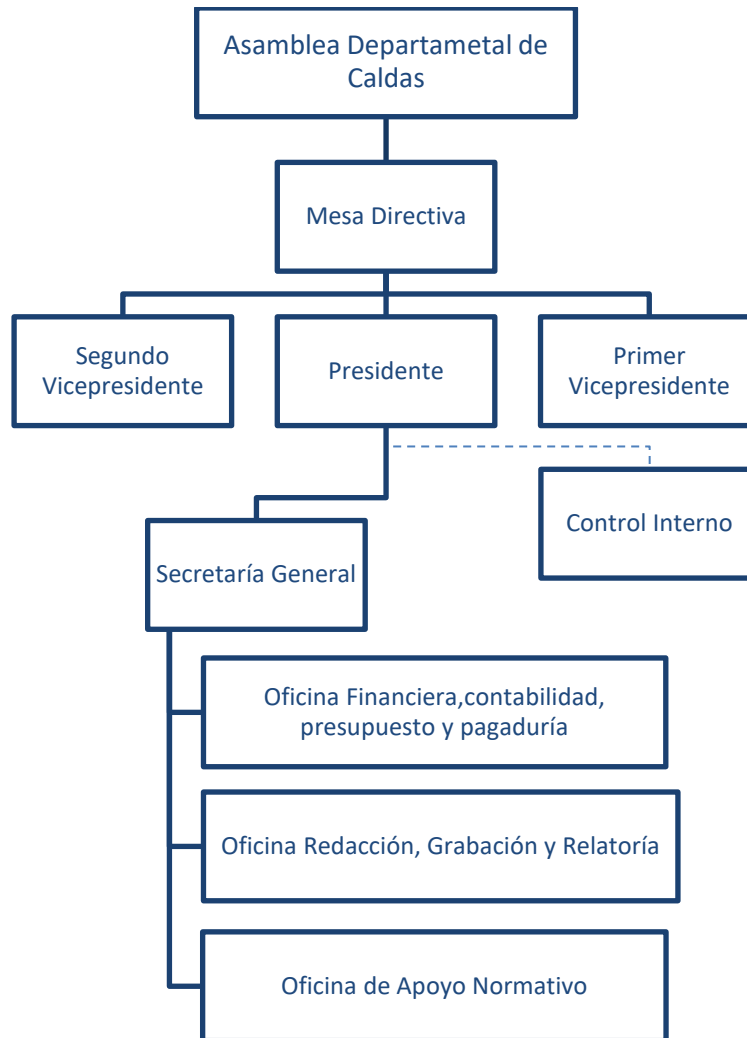 Asamblea Departametal de
Caldas
Mesa Directiva
Segundo
Vicepresidente
Presidente
Primer
Vicepresidente
Control Interno
Secretaría General
Oficina Financiera,contabilidad,
presupuesto y pagaduría
Oficina Redacción, Grabación y Relatoría
Oficina de Apoyo Normativo